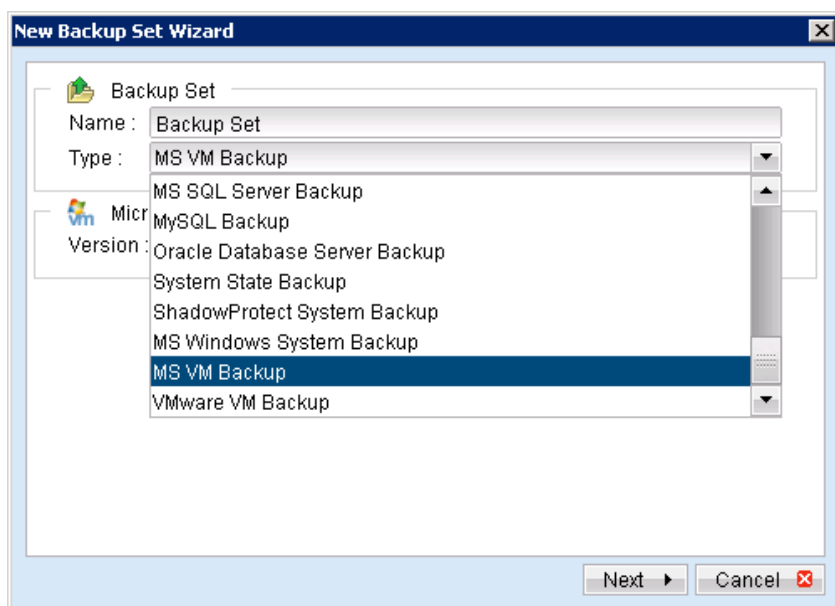 New Backup Set Wizard
Backup Set
Name : Backup Set
Type : MS VM Backup
MS SQL Server Backup
Micr
MySQL Backup
Version :
Oracle Database Server Backup
System State Backup
ShadowProtect System Backup
MS Windows System Backup
MS VM Backup
VMware VM Backup
Next
Cancel